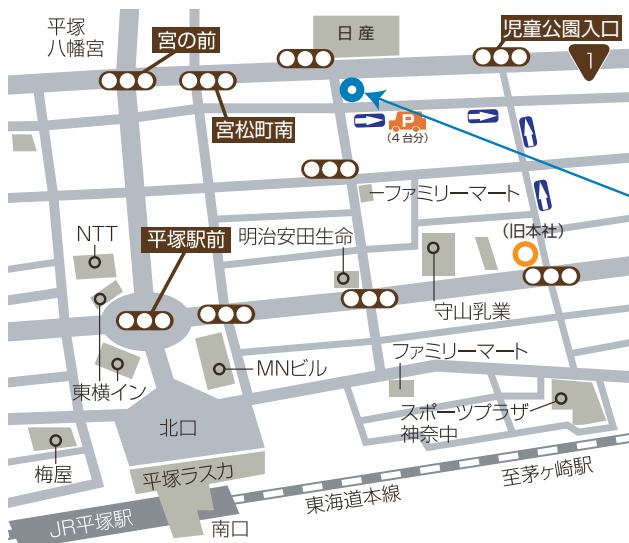 平塚
八幡宮
宮の前
日産
児童公園入口
1
宮松町南
P
(4台分)
ファミリーマート
NTT
平塚駅前
明治安田生命
(旧本社)
守山乳業
MNビル
ファミリーマート
東横イン
スポーツプラザ
神奈中
北口
梅屋
平塚ラスカ
至茅ヶ崎駅
東海道本線
JR平塚駅
南口